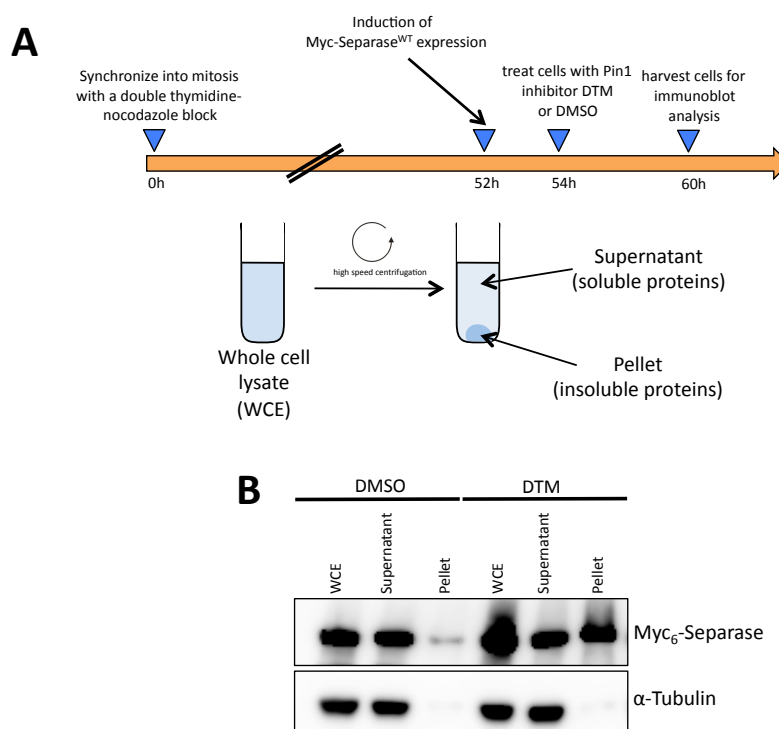 A
Induction of
Myc-Separase^WT expression
Synchronize into mitosis
with a double thymidine-
nocodazole block
treat cells with Pin1
inhibitor DTM
or DMSO
harvest cells for
immunoblot
analysis
0h
52h
54h
60h
high speed centrifugation
Supernatant
(soluble proteins)
Whole cell
lysate
(WCE)
Pellet
(insoluble proteins)
B
DMSO
DTM
WCE
Supernatant
Pellet
WCE
Supernatant
Pellet
Myc₆-Separase
α-Tubulin